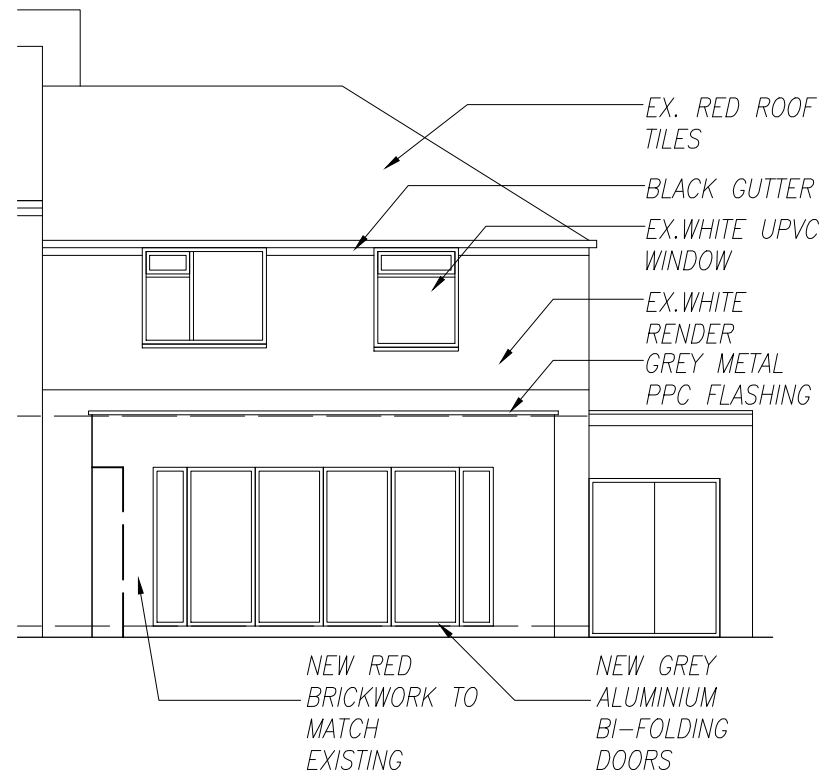 EX. RED ROOF
TILES
BLACK GUTTER
EX.WHITE UPVC
WINDOW
EX.WHITE
RENDER
GREY METAL
PPC FLASHING
NEW RED
BRICKWORK TO
MATCH
EXISTING
NEW GREY
ALUMINIUM
BI-FOLDING
DOORS